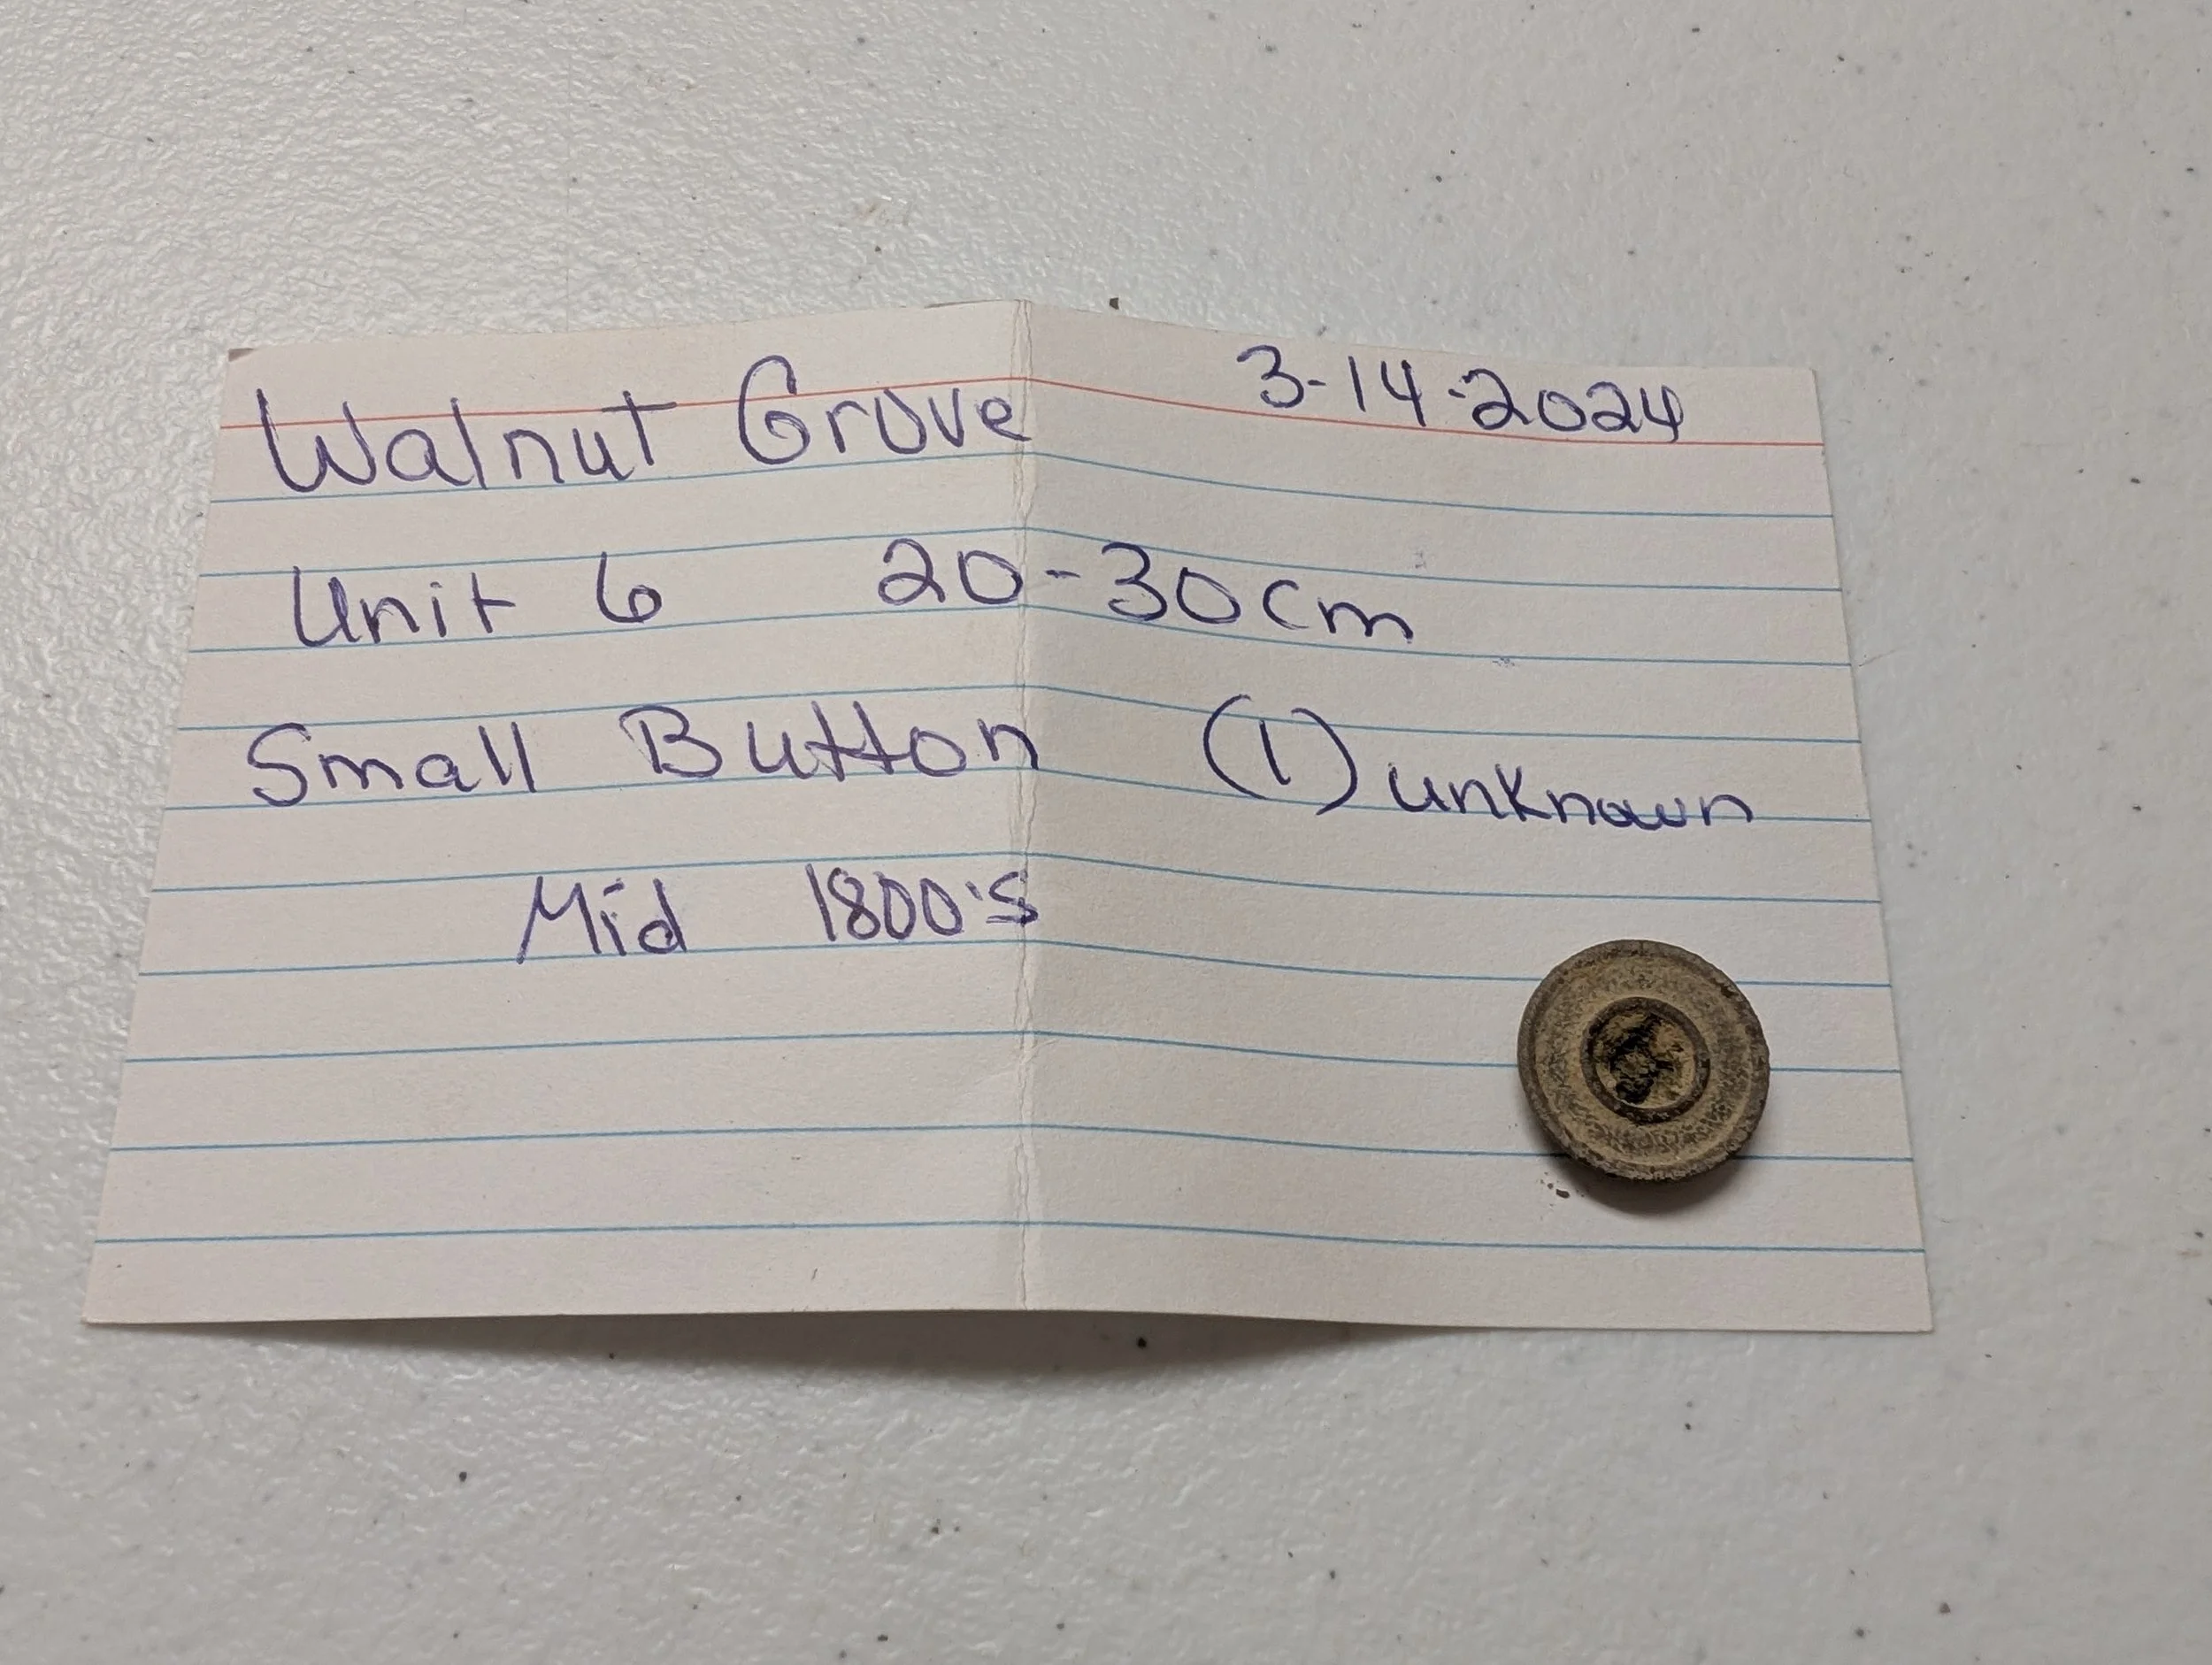 Walnut Grove 3-14-2024
Unit 6 20-30cm
Small Button (1) unknown
Mid 1800's